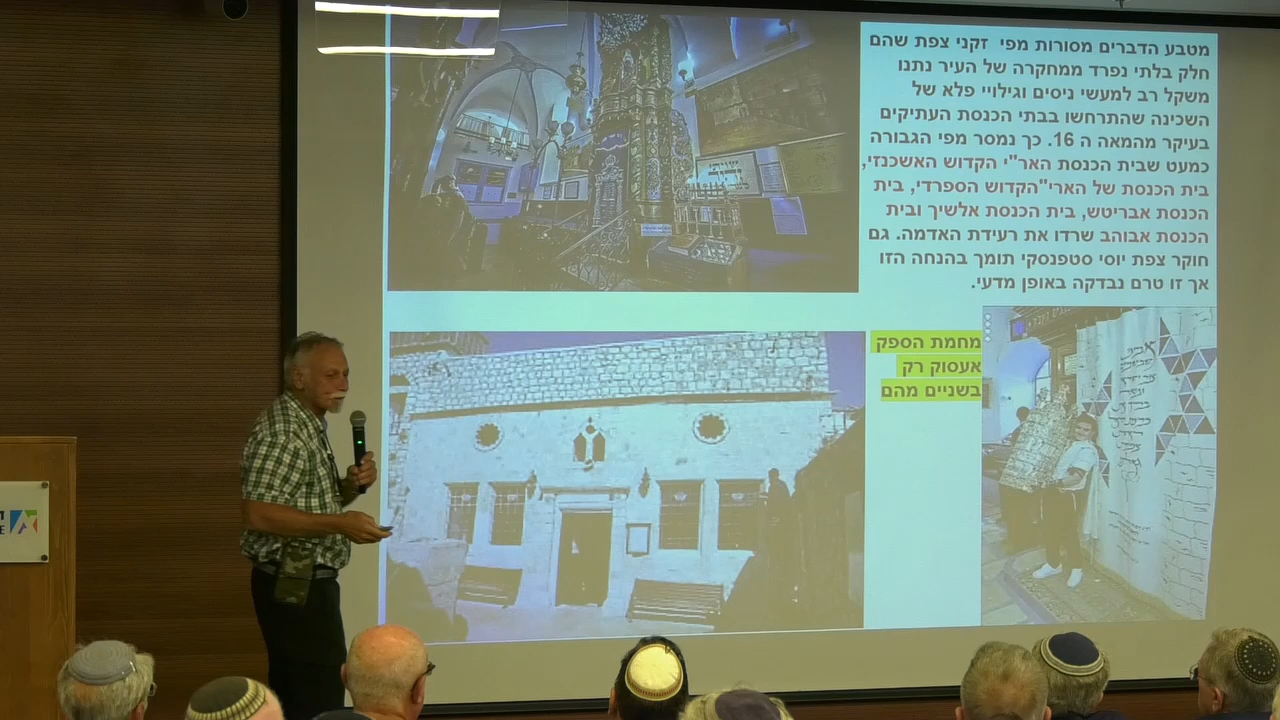 מטבע הדברים מסורות מפי זקני צפת שהם
חלק בלתי נפרד ממחקרה של העיר נתנו
משקל רב למעשי ניסים וגילויי פלא של
השכינה שהתרחשו בבתי הכנסת העתיקים
בעיקר מהמאה ה 16. כך נמסר מפי הגבורה
כמעט שבית הכנסת האר"י הקדוש האשכנזי,
בית הכנסת של הארי"הקדוש הספרדי, בית
הכנסת אבריטש, בית הכנסת אלשיך ובית
הכנסת אבוהב שרדו את רעידת האדמה. גם
חוקר צפת יוסי סטפנסקי תומך בהנחה הזו
אך זו טרם נבדקה באופן מדעי.
מחמת הספק
אעסוק רק
בשניים מהם